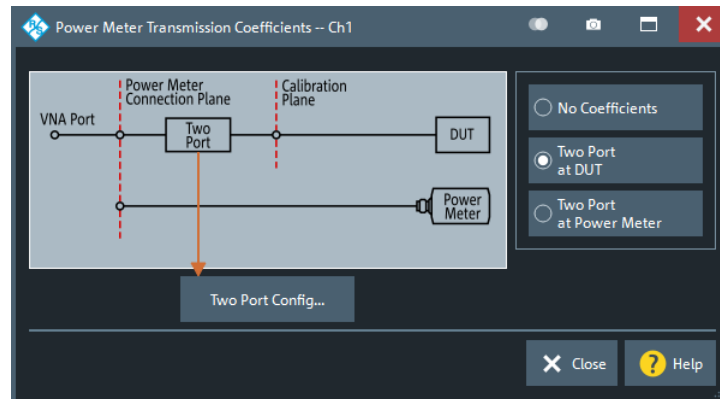 R&S Power Meter Transmission Coefficients -- Ch1
Power Meter
Connection Plane
Calibration
Plane
VNA Port
Two
Port
DUT
Power
Meter
Two Port Config...
No Coefficients
Two Port
at DUT
Two Port
at Power Meter
Close
? Help